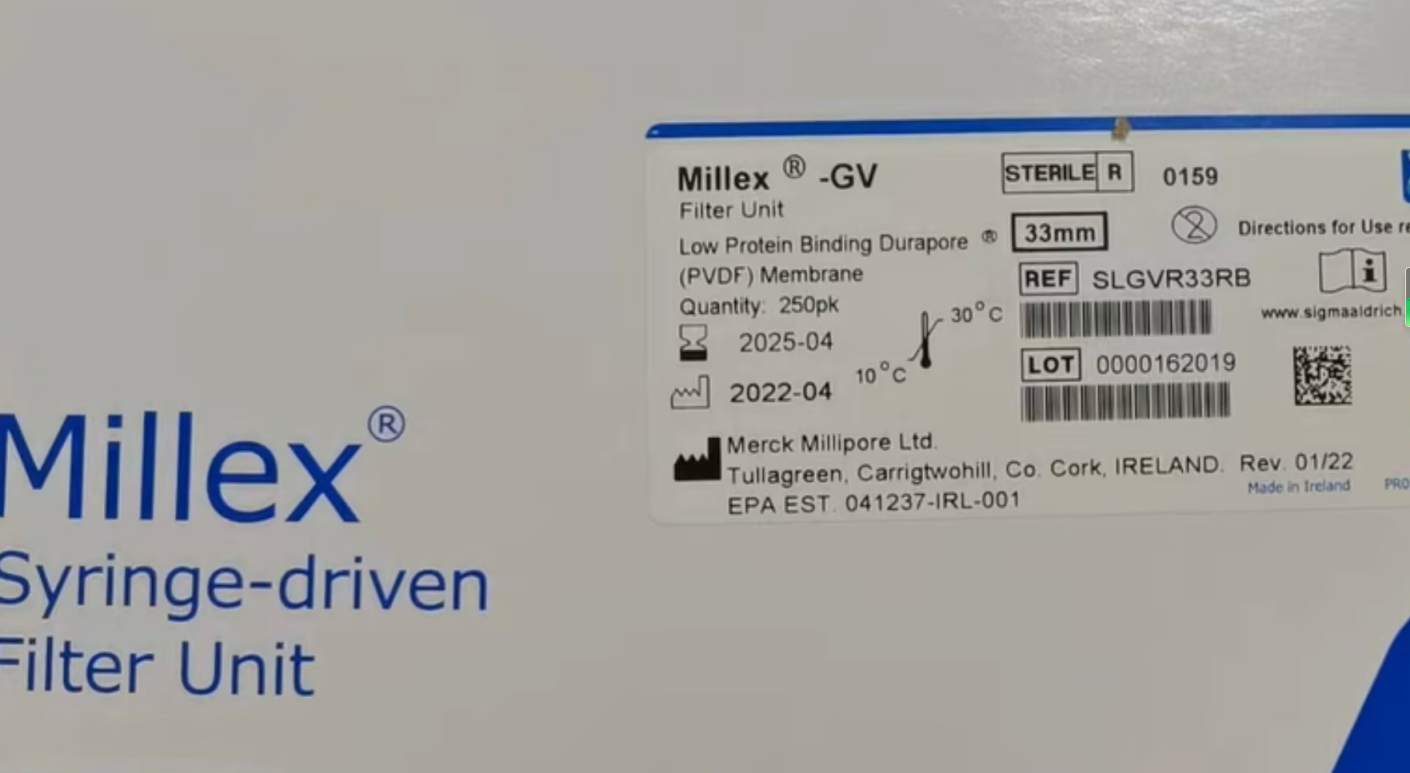 Millex ® -GV
Filter Unit
Low Protein Binding Durapore ®
(PVDF) Membrane
Quantity: 250pk
2025-04
2022-04
30°C
10°C
STERILE R 0159
33mm
2
Directions for Use
REF SLGVR33RB
www.sigmaaldrich
LOT 0000162019
Merck Millipore Ltd.
Tullagreen, Carrigtwohill, Co. Cork, IRELAND. Rev. 01/22
EPA EST. 041237-IRL-001
Made in Ireland
Millex®
Syringe-driven
Filter Unit